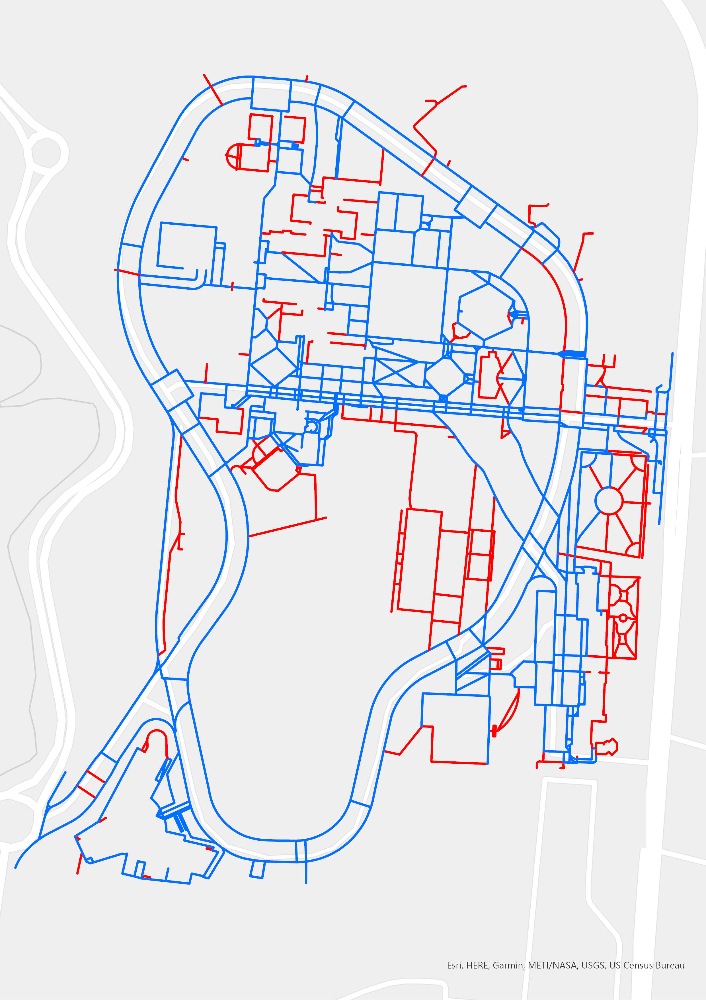 Esri, HERE, Garmin, METI/NASA, USGS, US Census Bureau